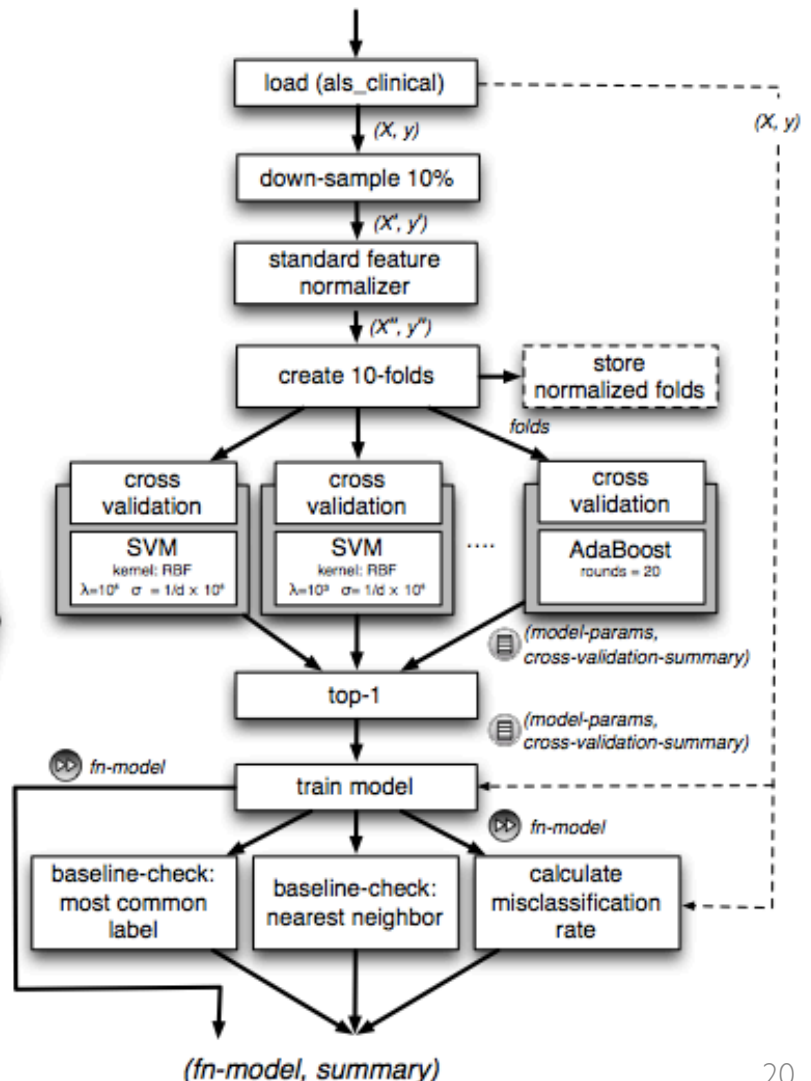 load (als_clinical)
(X, y)
(X, y)
down-sample 10%
(X', y')
standard feature
normalizer
(X'', y'')
create 10-folds
store
normalized folds
folds
cross
validation
SVM
kernel: RBF
cross
validation
SVM
kernel: RBF
....
cross
validation
AdaBoost
rounds = 20
(model-params,
cross-validation-summary)
top-1
(model-params,
cross-validation-summary)
fn-model
train model
fn-model
baseline-check:
most common
label
baseline-check:
nearest neighbor
calculate
misclassification
rate
(fn-model, summary)
20